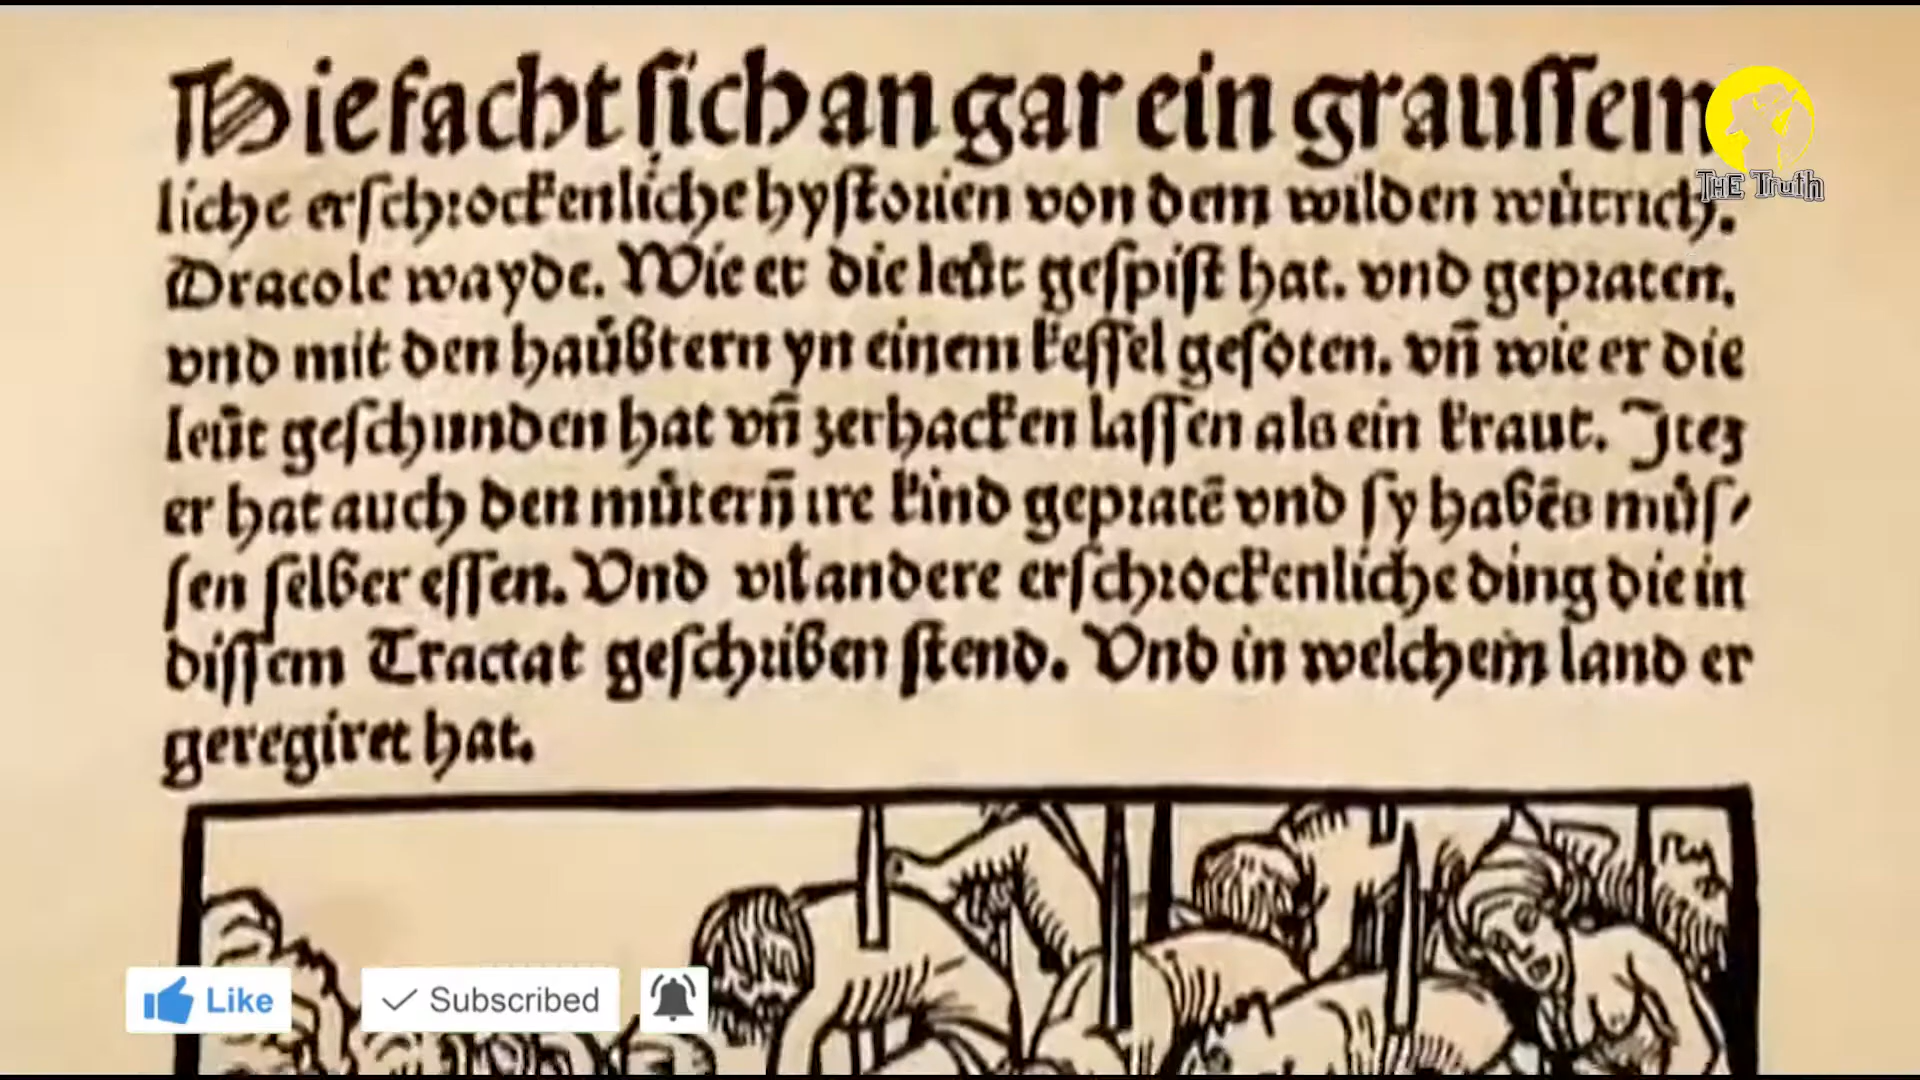 Hie facht sich an gar ein graussem
liche erschrockenliche hystorien von dem wilden wütrich.
Dracole wayde. Wie er die leüt gespist hat. vnd gepraten.
vnd mit den haübtern yn einem kessel gesoten. vn̄ wie er die
leüt geschunden hat vn̄ zerhacken lassen als ein kraut. Jtez
er hat auch den müterñ ire kind gepratē vnd sy habēs müs/
sen selber essen. Vnd vil andere erschrockenliche ding die in
dissem Tractat geschriben stend. Vnd in welchem land er
geregiret hat.
THE Truth
Like
Subscribed